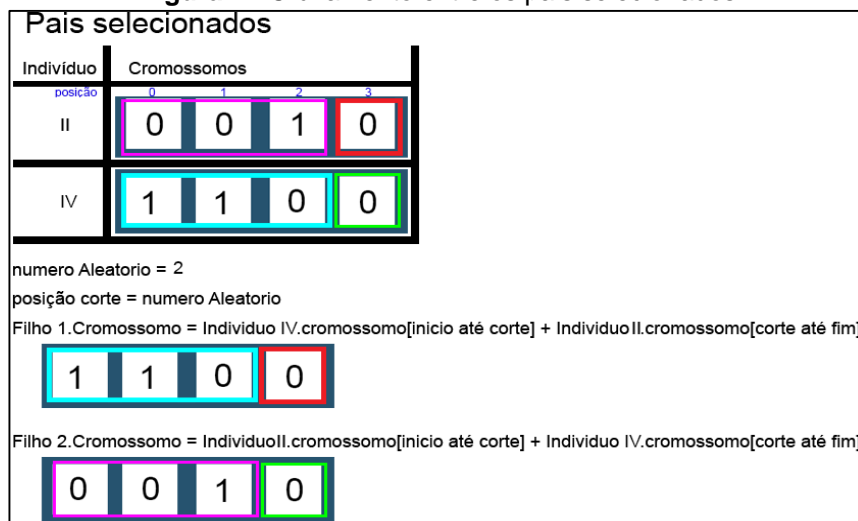 Pais selecionados
Indivíduo Cromossomos
posição 0 1 2 3
II 0 0 1 0
IV 1 1 0 0
numero Aleatorio = 2
posição corte = numero Aleatorio
Filho 1.Cromossomo = Individuo IV.cromossomo[inicio até corte] + Individuo II.cromossomo[corte até fim]
1 1 0 0
Filho 2.Cromossomo = IndividuoII.cromossomo[inicio até corte] + Individuo IV.cromossomo[corte até fim]
0 0 1 0